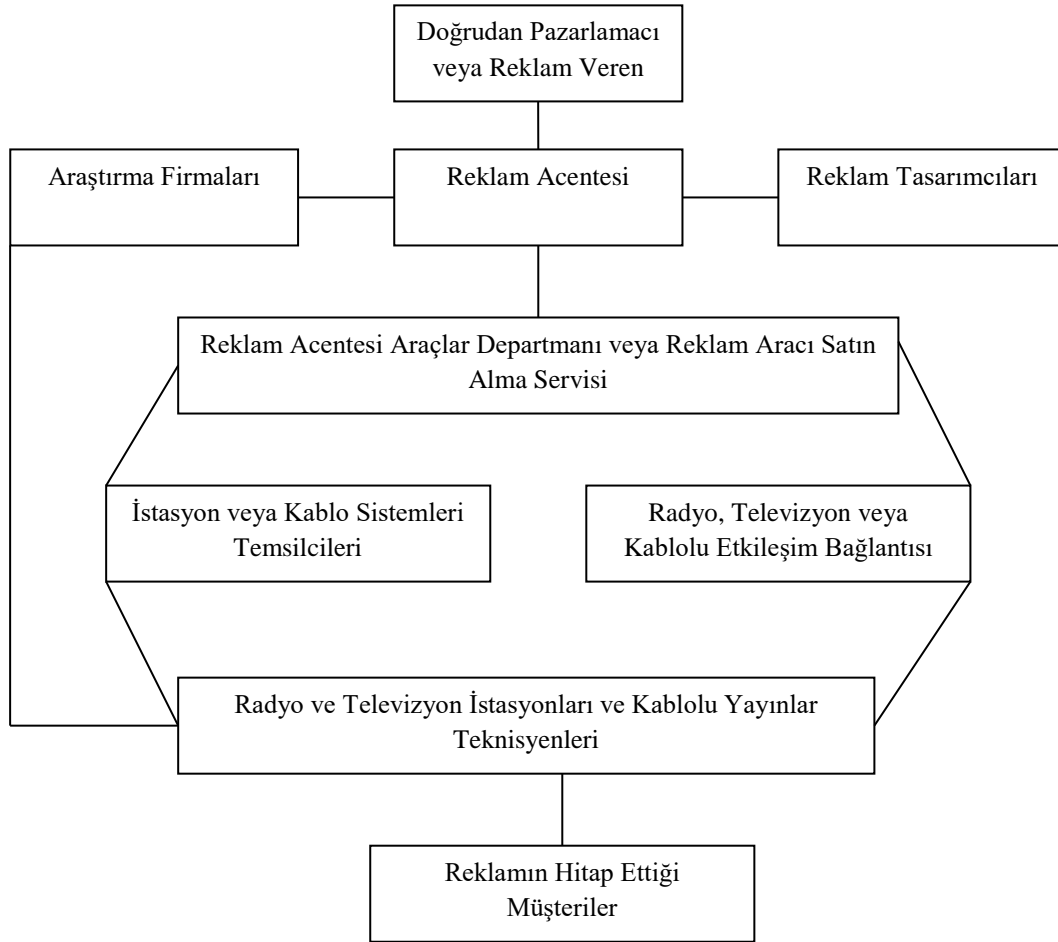 Doğrudan Pazarlamacı
veya Reklam Veren
Araştırma Firmaları
Reklam Acentesi
Reklam Tasarımcıları
Reklam Acentesi Araçlar Departmanı veya Reklam Aracı Satın
Alma Servisi
İstasyon veya Kablo Sistemleri
Temsilcileri
Radyo, Televizyon veya
Kablolu Etkileşim Bağlantısı
Radyo ve Televizyon İstasyonları ve Kablolu Yayınlar
Teknisyenleri
Reklamın Hitap Ettiği
Müşteriler